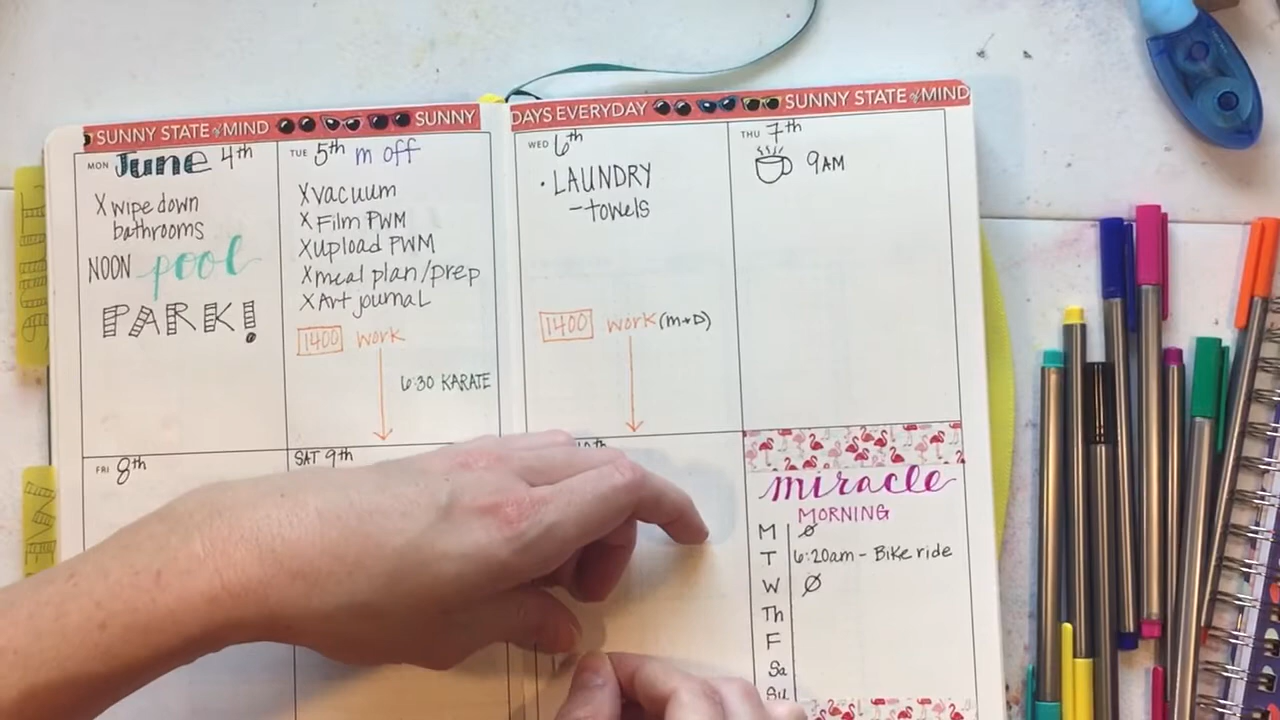 SUNNY STATE of MIND SUNNY
DAYS EVERYDAY SUNNY STATE of MIND
MON June 4th
X wipe down
bathrooms
NOON pool
PARK!
TUE 5th m off
X vacuum
X Film PWM
X upload PWM
X meal plan/prep
X Art journal
1400 work
6:30 KARATE
WED 6th
· LAUNDRY
- towels
1400 work (m+D)
THU 7th
9AM
FRI 8th
SAT 9th
miracle
MORNING
M Ø
T 6:20am - Bike ride
W Ø
Th
F
Sa
Su